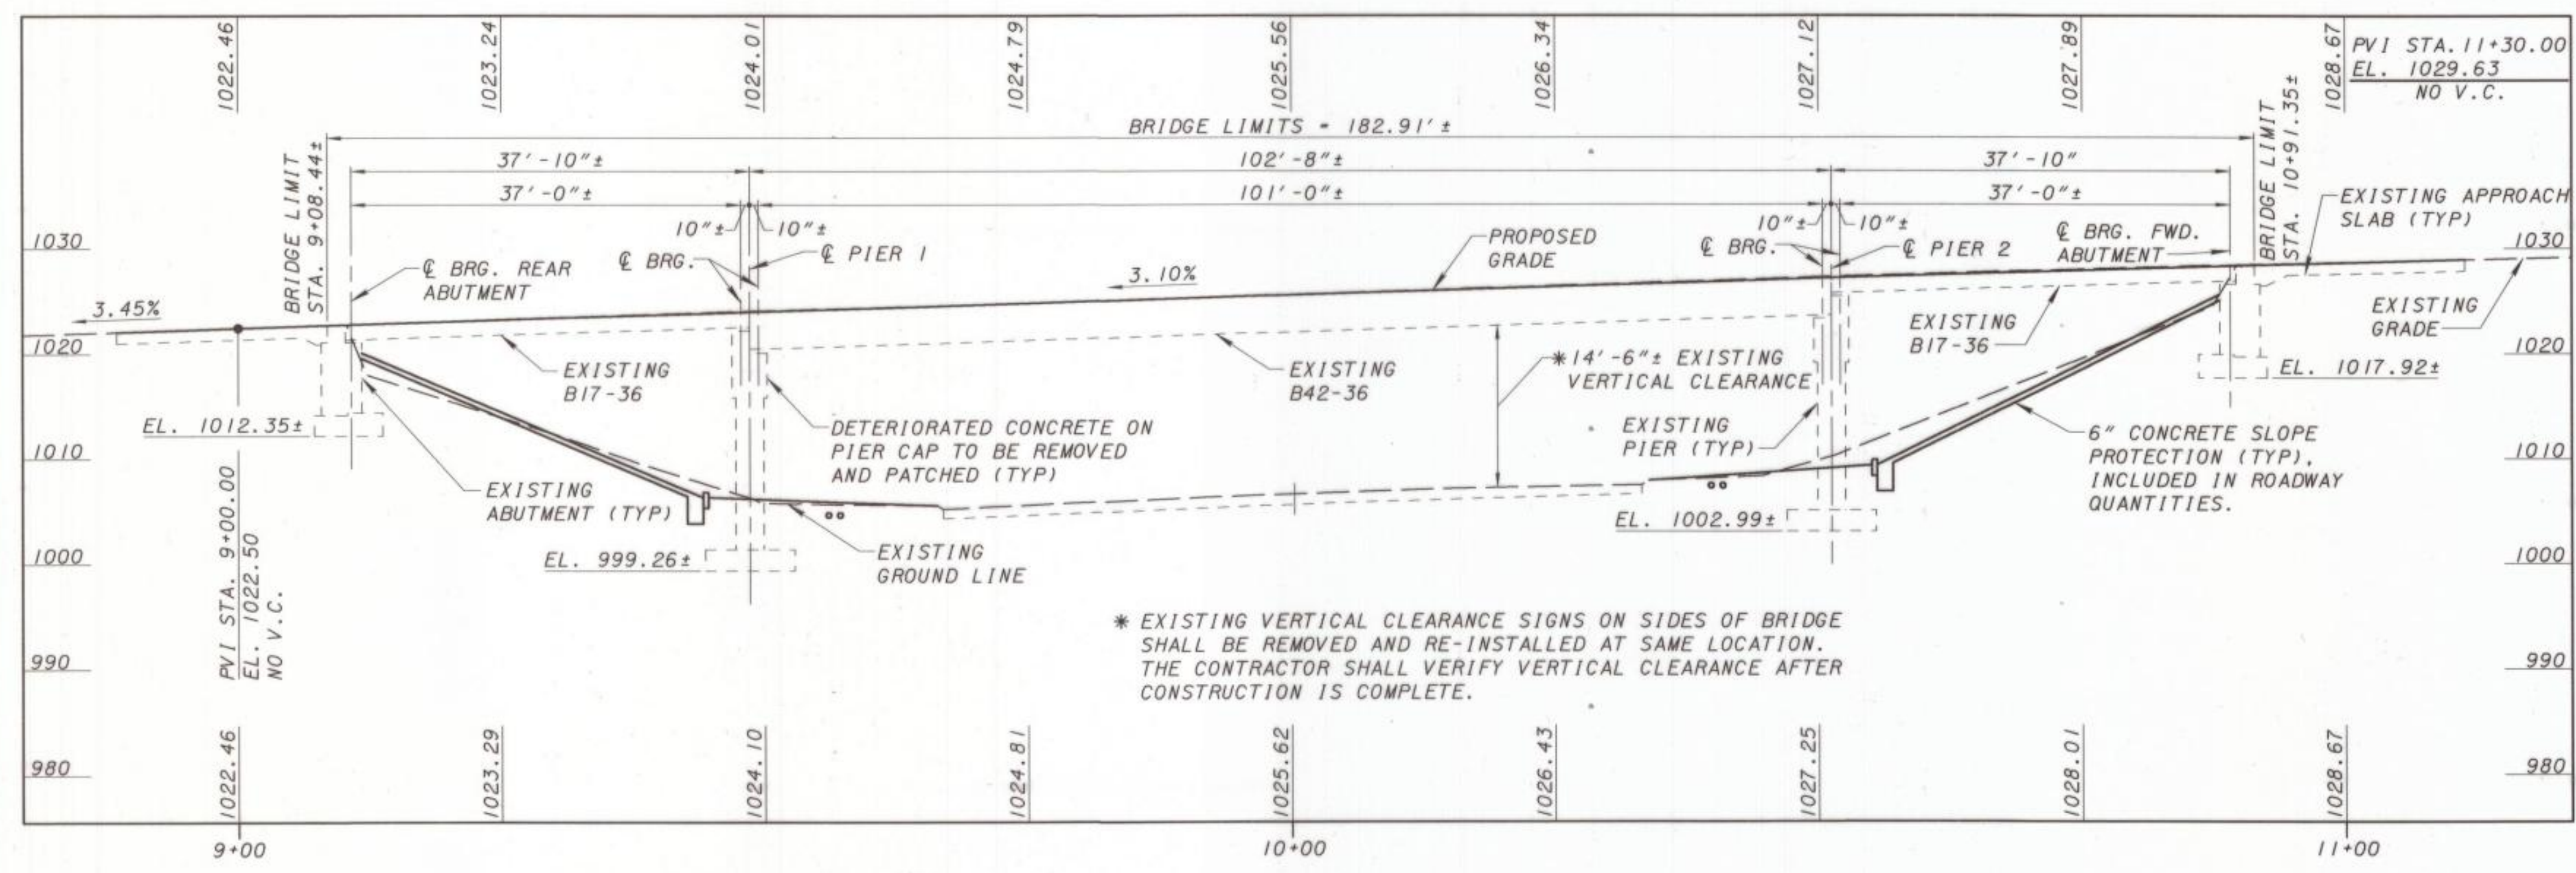 1022.46
1023.24
1024.01
1024.79
1025.56
1026.34
1027.12
1027.89
1028.67
PVI STA. 11+30.00
EL. 1029.63
NO V.C.
BRIDGE LIMITS = 182.91'±
BRIDGE LIMIT
STA. 9+08.44±
37'-10"±
102'-8"±
37'-10"
BRIDGE LIMIT
STA. 10+91.35±
37'-0"±
101'-0"±
37'-0"±
10"±
10"±
10"±
10"±
EXISTING APPROACH
SLAB (TYP)
1030
℄ BRG. REAR
ABUTMENT
℄ BRG.
℄ PIER 1
PROPOSED
GRADE
℄ BRG.
℄ PIER 2
℄ BRG. FWD.
ABUTMENT
1030
3.45%
3.10%
EXISTING
GRADE
1020
EXISTING
B17-36
EXISTING
B42-36
*14'-6"± EXISTING
VERTICAL CLEARANCE
EXISTING
B17-36
1020
EL. 1017.92±
EL. 1012.35±
DETERIORATED CONCRETE ON
PIER CAP TO BE REMOVED
AND PATCHED (TYP)
EXISTING
PIER (TYP)
6" CONCRETE SLOPE
PROTECTION (TYP),
INCLUDED IN ROADWAY
QUANTITIES.
1010
1010
EXISTING
ABUTMENT (TYP)
EL. 1002.99±
EL. 999.26±
EXISTING
GROUND LINE
1000
1000
PVI STA. 9+00.00
EL. 1022.50
NO V.C.
* EXISTING VERTICAL CLEARANCE SIGNS ON SIDES OF BRIDGE
SHALL BE REMOVED AND RE-INSTALLED AT SAME LOCATION.
THE CONTRACTOR SHALL VERIFY VERTICAL CLEARANCE AFTER
CONSTRUCTION IS COMPLETE.
990
990
980
980
1022.46
1023.29
1024.10
1024.81
1025.62
1026.43
1027.25
1028.01
1028.67
9+00
10+00
11+00